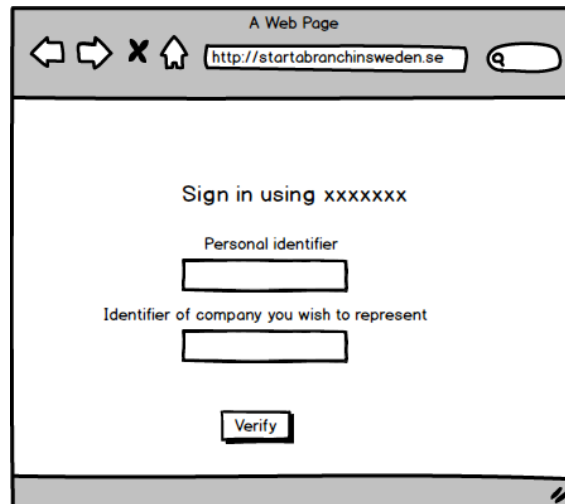 A Web Page
http://startabranchinsweden.se
Sign in using xxxxxxx
Personal identifier
Identifier of company you wish to represent
Verify